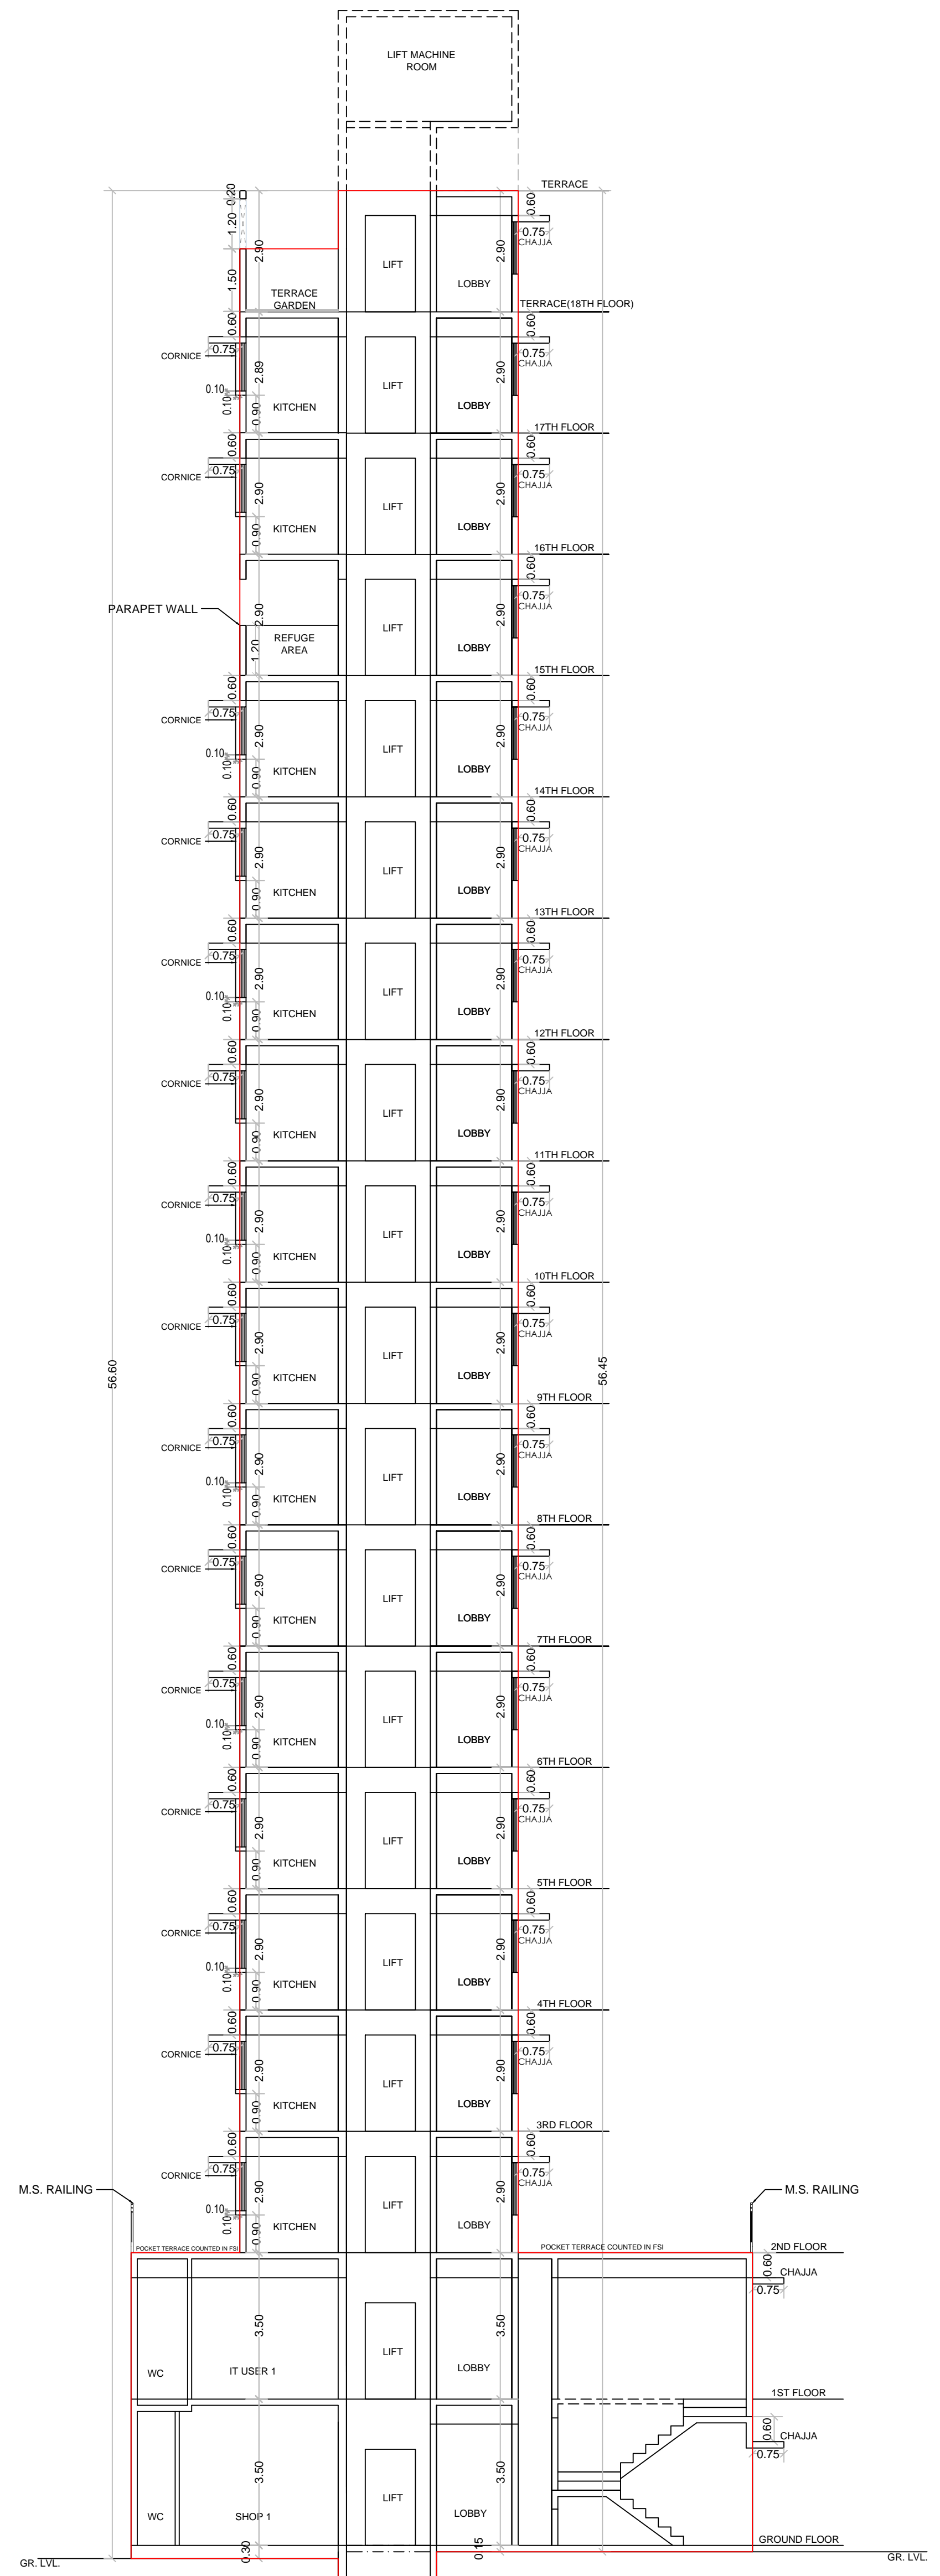 LIFT MACHINE
ROOM
TERRACE
0.20
1.20
2.90
1.50
LIFT
2.90
0.60
0.75
CHAJJA
LOBBY
TERRACE
GARDEN
TERRACE(18TH FLOOR)
0.60
0.75
CORNICE
2.89
LIFT
2.90
0.60
0.75
CHAJJA
0.10
0.10
0.90
KITCHEN
LOBBY
17TH FLOOR
0.60
0.75
CORNICE
2.90
LIFT
2.90
0.60
0.75
CHAJJA
0.90
KITCHEN
LOBBY
16TH FLOOR
PARAPET WALL
2.90
LIFT
2.90
0.60
0.75
CHAJJA
1.20
REFUGE
AREA
LOBBY
15TH FLOOR
0.60
0.75
CORNICE
2.90
LIFT
2.90
0.60
0.75
CHAJJA
0.10
0.10
0.90
KITCHEN
LOBBY
14TH FLOOR
0.60
0.75
CORNICE
2.90
LIFT
2.90
0.60
0.75
CHAJJA
0.90
KITCHEN
LOBBY
13TH FLOOR
0.60
0.75
CORNICE
2.90
LIFT
2.90
0.60
0.75
CHAJJA
0.10
0.10
0.90
KITCHEN
LOBBY
12TH FLOOR
0.60
0.75
CORNICE
2.90
LIFT
2.90
0.60
0.75
CHAJJA
0.90
KITCHEN
LOBBY
11TH FLOOR
0.60
0.75
CORNICE
2.90
LIFT
2.90
0.60
0.75
CHAJJA
0.10
0.10
0.90
KITCHEN
LOBBY
10TH FLOOR
0.60
0.75
CORNICE
2.90
LIFT
2.90
0.60
0.75
CHAJJA
0.90
KITCHEN
LOBBY
56.60
56.45
9TH FLOOR
0.60
0.75
CORNICE
2.90
LIFT
2.90
0.60
0.75
CHAJJA
0.10
0.10
0.90
KITCHEN
LOBBY
8TH FLOOR
0.60
0.75
CORNICE
2.90
LIFT
2.90
0.60
0.75
CHAJJA
0.90
KITCHEN
LOBBY
7TH FLOOR
0.60
0.75
CORNICE
2.90
LIFT
2.90
0.60
0.75
CHAJJA
0.10
0.10
0.90
KITCHEN
LOBBY
6TH FLOOR
0.60
0.75
CORNICE
2.90
LIFT
2.90
0.60
0.75
CHAJJA
0.90
KITCHEN
LOBBY
5TH FLOOR
0.60
0.75
CORNICE
2.90
LIFT
2.90
0.60
0.75
CHAJJA
0.10
0.10
0.90
KITCHEN
LOBBY
4TH FLOOR
0.60
0.75
CORNICE
2.90
LIFT
2.90
0.60
0.75
CHAJJA
0.90
KITCHEN
LOBBY
3RD FLOOR
0.60
0.75
CORNICE
2.90
LIFT
2.90
0.60
0.75
CHAJJA
M.S. RAILING
M.S. RAILING
0.10
0.10
0.90
KITCHEN
LOBBY
POCKET TERRACE COUNTED IN FSI
POCKET TERRACE COUNTED IN FSI
2ND FLOOR
0.60
CHAJJA
0.75
3.50
LIFT
3.50
WC
IT USER 1
LOBBY
1ST FLOOR
0.60
CHAJJA
0.75
3.50
LIFT
3.50
WC
SHOP 1
LOBBY
GROUND FLOOR
0.30
0.15
GR. LVL.
GR. LVL.